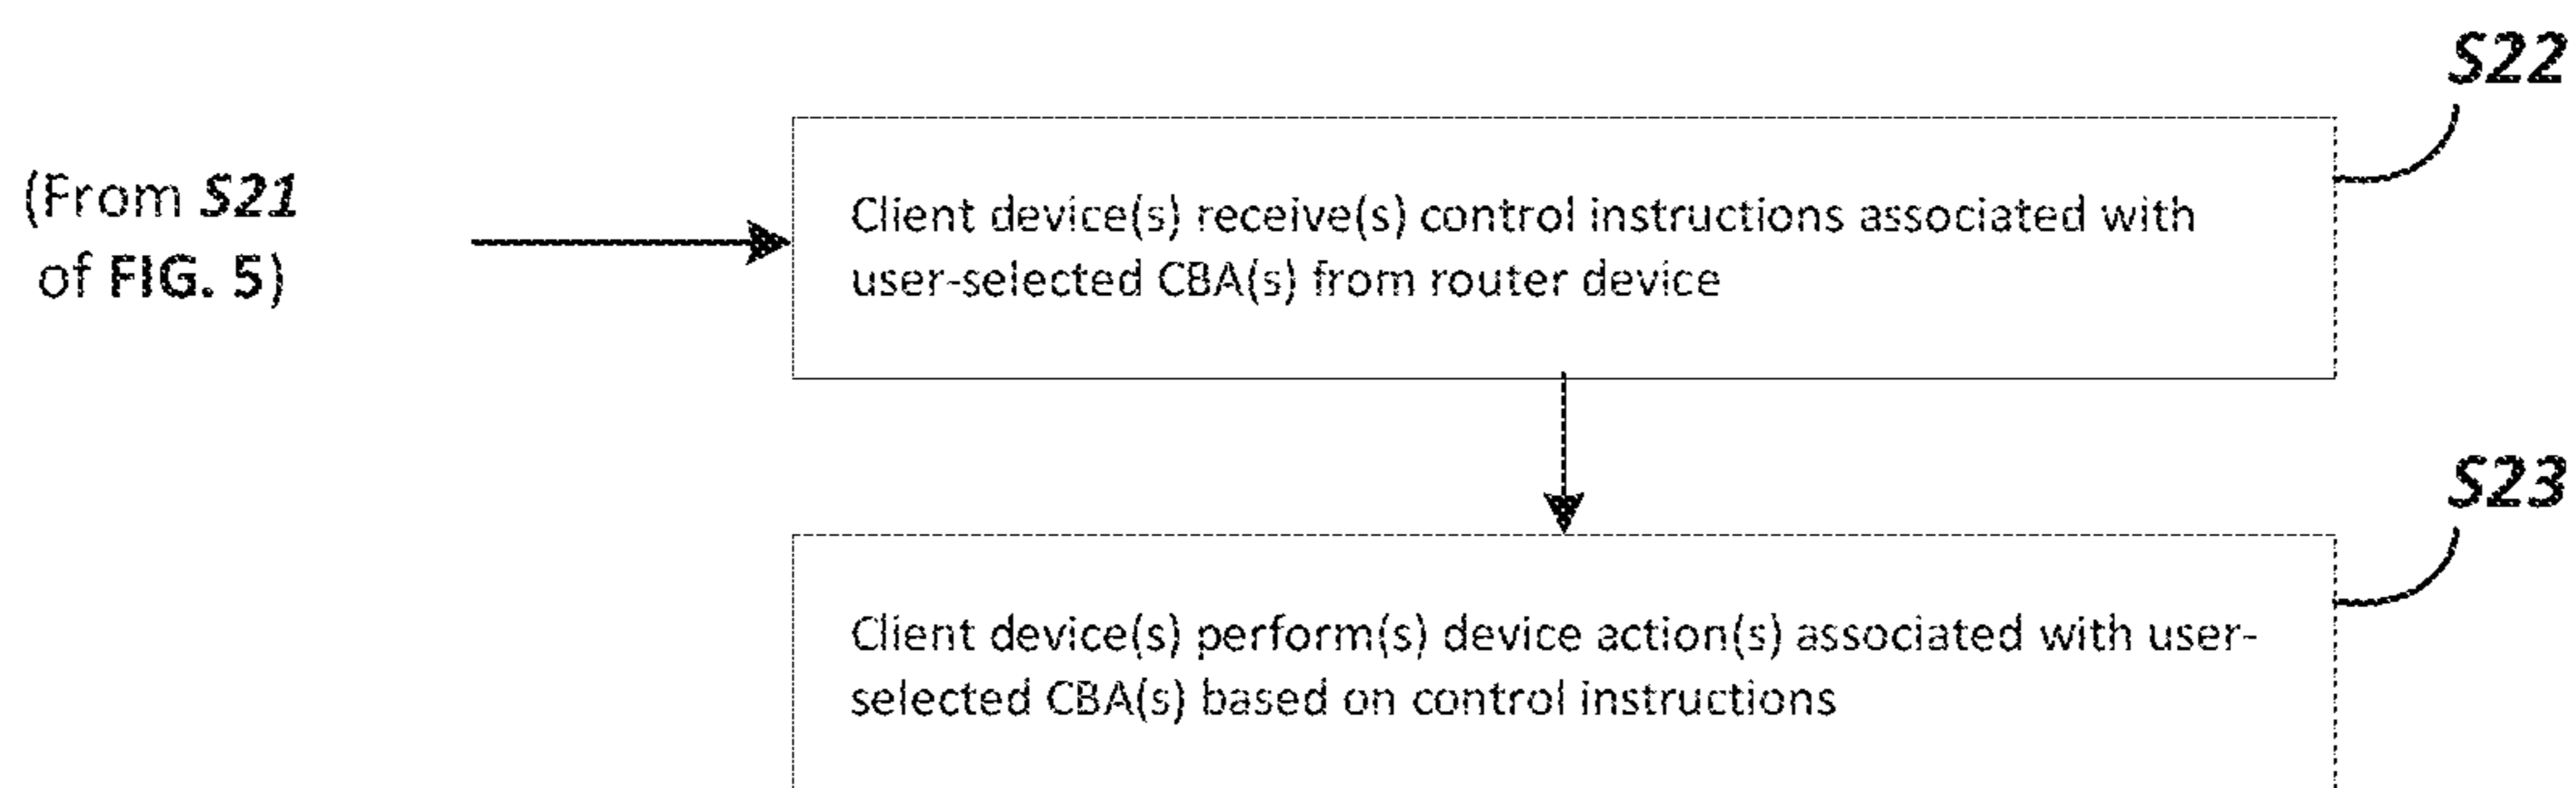 S22
(From S21
of FIG. 5)
Client device(s) receive(s) control instructions associated with
user-selected CBA(s) from router device
S23
Client device(s) perform(s) device action(s) associated with user-
selected CBA(s) based on control instructions